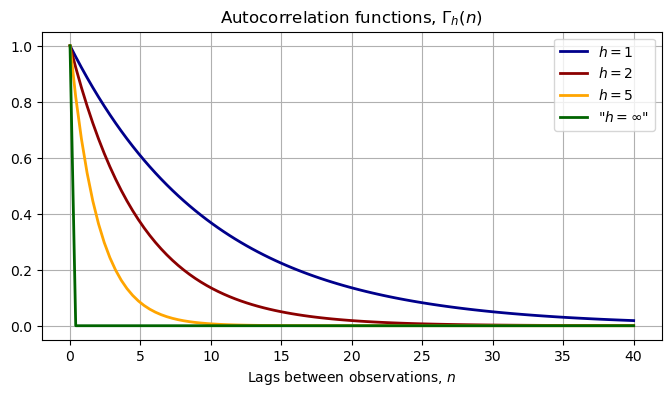 Autocorrelation functions, Γₕ(n)
1.0
0.8
0.6
0.4
0.2
0.0
h = 1
h = 2
h = 5
"h = ∞"
0 5 10 15 20 25 30 35 40
Lags between observations, n